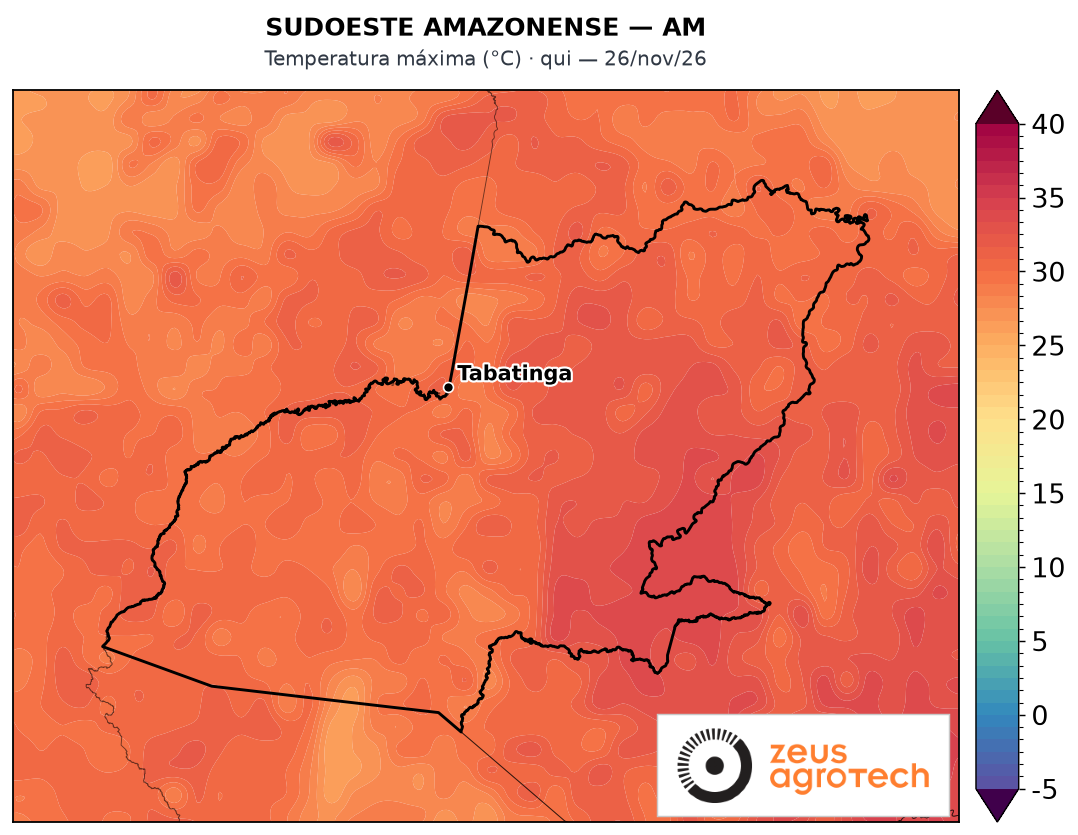 SUDOESTE AMAZONENSE — AM
Temperatura máxima (°C) · qui — 26/nov/26
Tabatinga
40
35
30
25
20
15
10
5
0
-5
zeus
agrotech